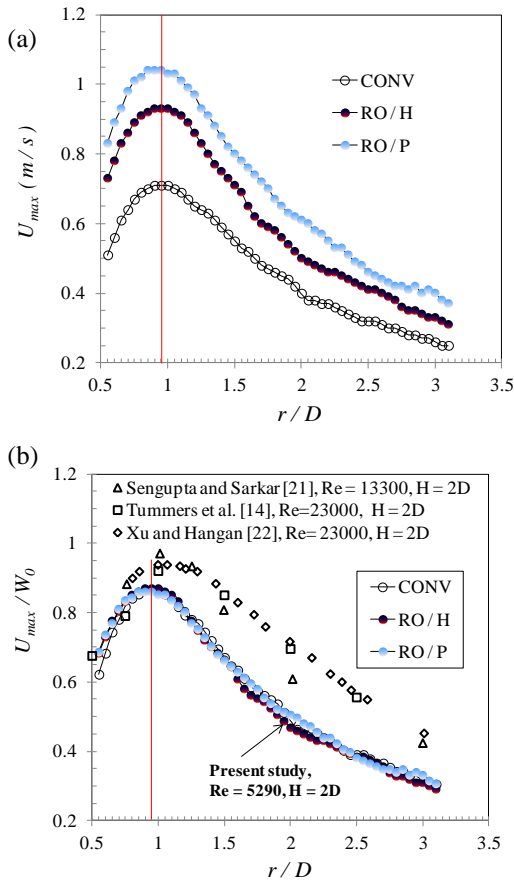 (a)
1.2
1
0.8
0.6
0.4
0.2
U_max ( m / s )
CONV
RO / H
RO / P
0.5 1 1.5 2 2.5 3 3.5
r / D
(b)
1.2
1
0.8
0.6
0.4
0.2
U_max / W_0
Sengupta and Sarkar [21], Re = 13300, H = 2D
Tummers et al. [14], Re=23000, H = 2D
Xu and Hangan [22], Re = 23000, H = 2D
CONV
RO / H
RO / P
Present study,
Re = 5290, H = 2D
0.5 1 1.5 2 2.5 3 3.5
r / D